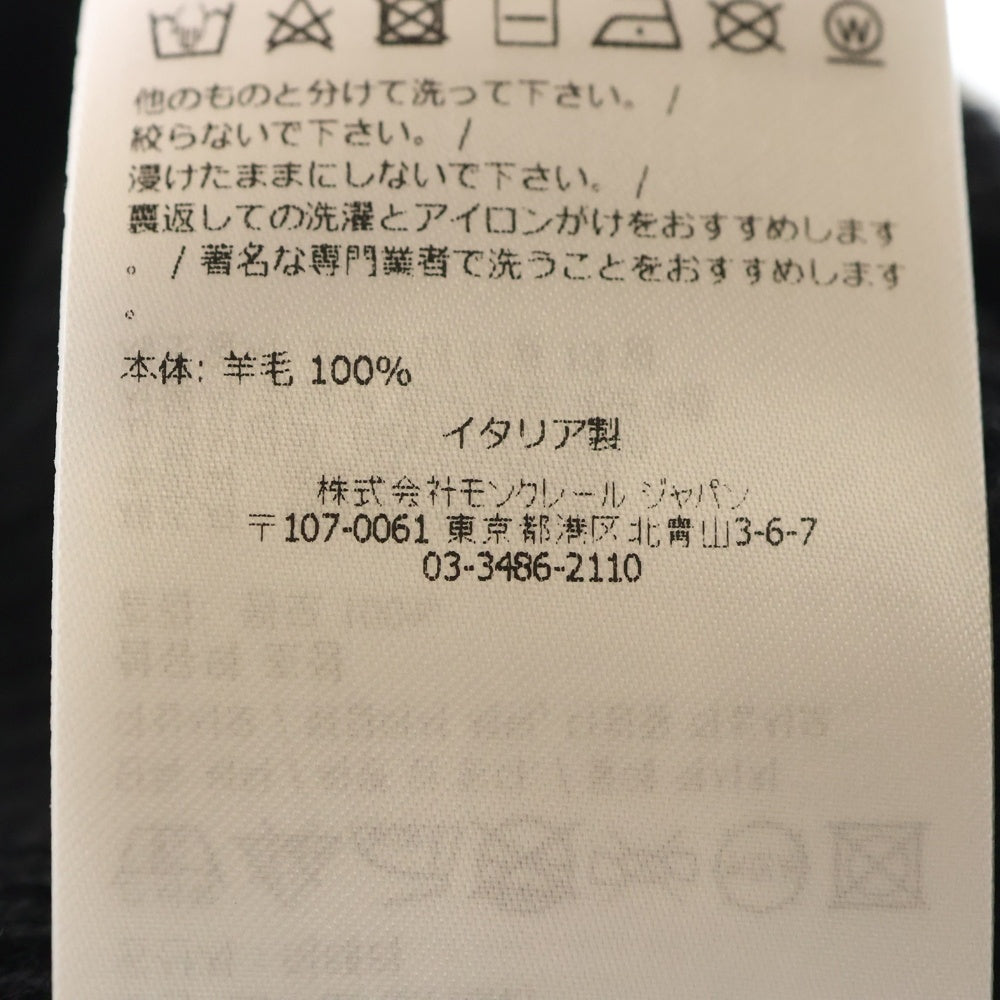 他のものと分けて洗って下さい。 /
絞らないで下さい。 /
浸けたままにしないで下さい。 /
裏返しての洗濯とアイロンがけをおすすめします
。 / 著名な専門業者で洗うことをおすすめします
。
本体: 羊毛 100%
イタリア製
株式会社モンクレール ジャパン
〒107-0061 東京都港区北青山3-6-7
03-3486-2110